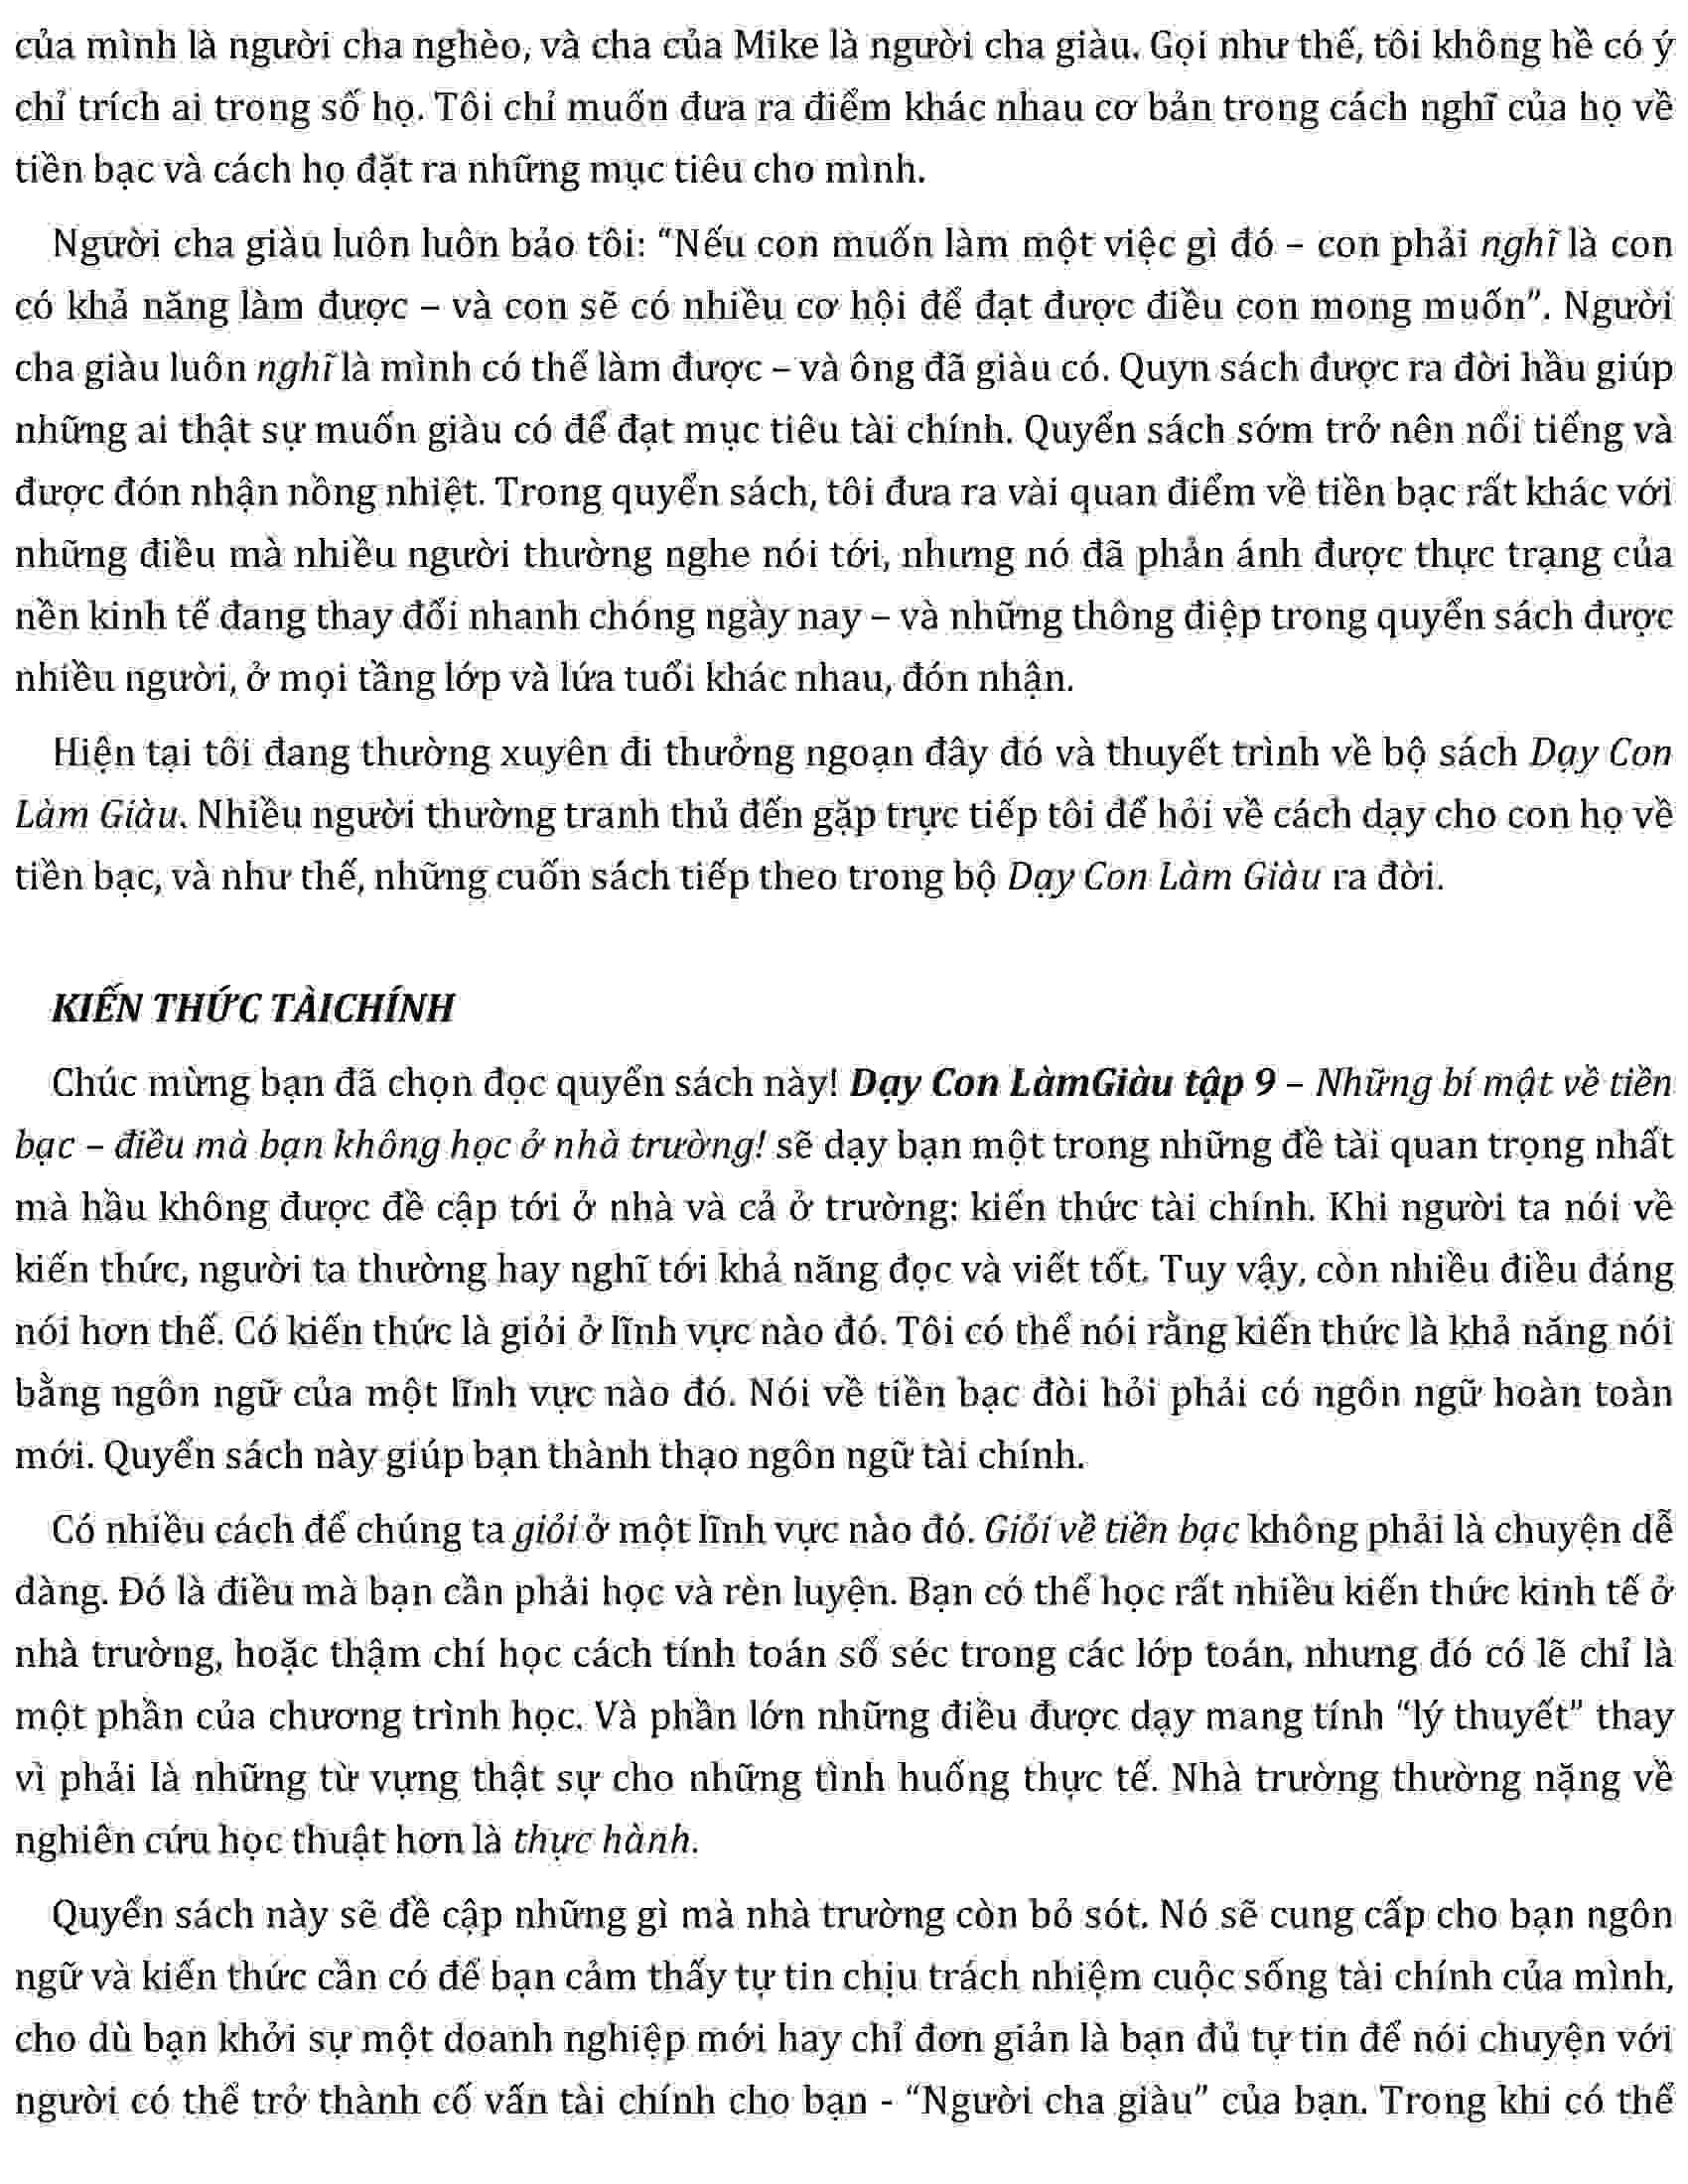 của mình là người cha nghèo, và cha của Mike là người cha giàu. Gọi như thế, tôi không hề có ý
chỉ trích ai trong số họ. Tôi chỉ muốn đưa ra điểm khác nhau cơ bản trong cách nghĩ của họ về
tiền bạc và cách họ đặt ra những mục tiêu cho mình.
Người cha giàu luôn luôn bảo tôi: “Nếu con muốn làm một việc gì đó – con phải nghĩ là con
có khả năng làm được – và con sẽ có nhiều cơ hội để đạt được điều con mong muốn”. Người
cha giàu luôn nghĩ là mình có thể làm được – và ông đã giàu có. Quyn sách được ra đời hầu giúp
những ai thật sự muốn giàu có để đạt mục tiêu tài chính. Quyển sách sớm trở nên nổi tiếng và
được đón nhận nồng nhiệt. Trong quyển sách, tôi đưa ra vài quan điểm về tiền bạc rất khác với
những điều mà nhiều người thường nghe nói tới, nhưng nó đã phản ánh được thực trạng của
nền kinh tế đang thay đổi nhanh chóng ngày nay – và những thông điệp trong quyển sách được
nhiều người, ở mọi tầng lớp và lứa tuổi khác nhau, đón nhận.
Hiện tại tôi đang thường xuyên đi thưởng ngoạn đây đó và thuyết trình về bộ sách Dạy Con
Làm Giàu. Nhiều người thường tranh thủ đến gặp trực tiếp tôi để hỏi về cách dạy cho con họ về
tiền bạc, và như thế, những cuốn sách tiếp theo trong bộ Dạy Con Làm Giàu ra đời.
KIẾN THỨC TÀICHÍNH
Chúc mừng bạn đã chọn đọc quyển sách này! Dạy Con LàmGiàu tập 9 – Những bí mật về tiền
bạc – điều mà bạn không học ở nhà trường! sẽ dạy bạn một trong những đề tài quan trọng nhất
mà hầu không được đề cập tới ở nhà và cả ở trường: kiến thức tài chính. Khi người ta nói về
kiến thức, người ta thường hay nghĩ tới khả năng đọc và viết tốt. Tuy vậy, còn nhiều điều đáng
nói hơn thế. Có kiến thức là giỏi ở lĩnh vực nào đó. Tôi có thể nói rằng kiến thức là khả năng nói
bằng ngôn ngữ của một lĩnh vực nào đó. Nói về tiền bạc đòi hỏi phải có ngôn ngữ hoàn toàn
mới. Quyển sách này giúp bạn thành thạo ngôn ngữ tài chính.
Có nhiều cách để chúng ta giỏi ở một lĩnh vực nào đó. Giỏi về tiền bạc không phải là chuyện dễ
dàng. Đó là điều mà bạn cần phải học và rèn luyện. Bạn có thể học rất nhiều kiến thức kinh tế ở
nhà trường, hoặc thậm chí học cách tính toán sổ séc trong các lớp toán, nhưng đó có lẽ chỉ là
một phần của chương trình học. Và phần lớn những điều được dạy mang tính “lý thuyết” thay
vì phải là những từ vựng thật sự cho những tình huống thực tế. Nhà trường thường nặng về
nghiên cứu học thuật hơn là thực hành.
Quyển sách này sẽ đề cập những gì mà nhà trường còn bỏ sót. Nó sẽ cung cấp cho bạn ngôn
ngữ và kiến thức cần có để bạn cảm thấy tự tin chịu trách nhiệm cuộc sống tài chính của mình,
cho dù bạn khởi sự một doanh nghiệp mới hay chỉ đơn giản là bạn đủ tự tin để nói chuyện với
người có thể trở thành cố vấn tài chính cho bạn - “Người cha giàu” của bạn. Trong khi có thể